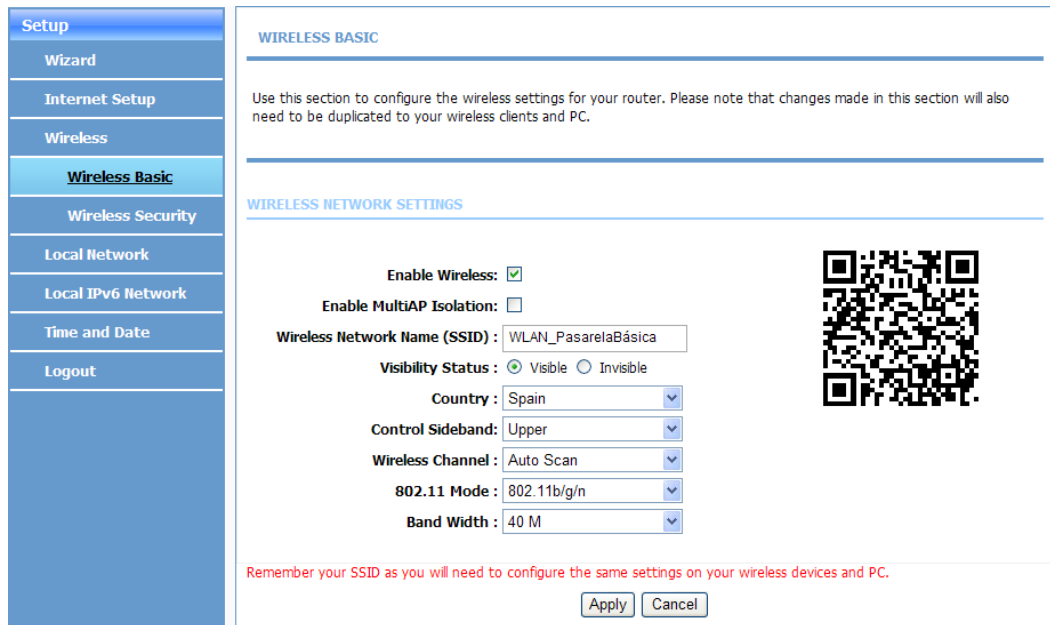 Setup
Wizard
Internet Setup
Wireless
Wireless Basic
Wireless Security
Local Network
Local IPv6 Network
Time and Date
Logout
WIRELESS BASIC
Use this section to configure the wireless settings for your router. Please note that changes made in this section will also
need to be duplicated to your wireless clients and PC.
WIRELESS NETWORK SETTINGS
Enable Wireless:
Enable MultiAP Isolation:
Wireless Network Name (SSID) : WLAN_PasarelaBásica
Visibility Status : Visible Invisible
Country : Spain
Control Sideband: Upper
Wireless Channel : Auto Scan
802.11 Mode : 802.11b/g/n
Band Width : 40 M
Remember your SSID as you will need to configure the same settings on your wireless devices and PC.
Apply Cancel